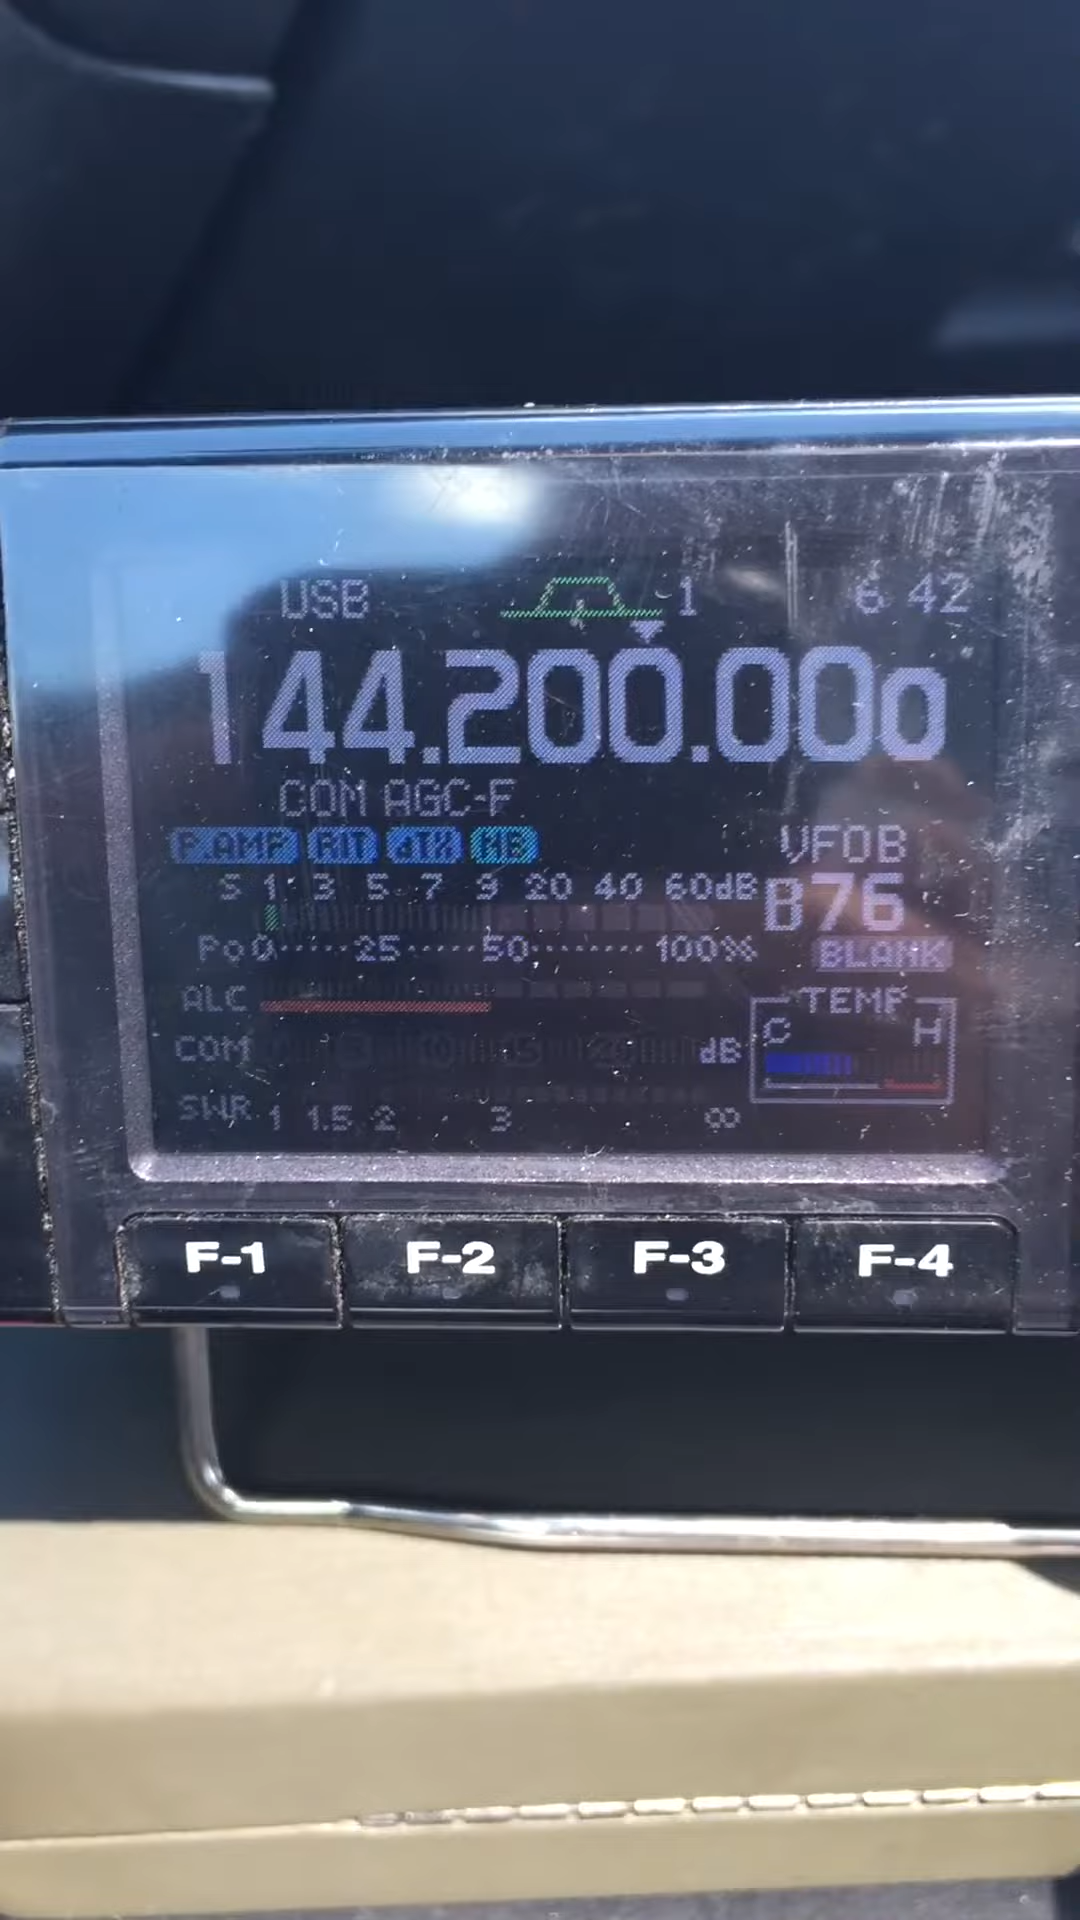 USB 1 6 42
144.200.000
COM AGC-F
P.AMP RIT ∂TX NB VFOB
S 1 3 5 7 9 20 40 60dB B76
Po0 25 50 100% BLANK
ALC TEMP
C H
COM dB
SWR 1 1.5 2 3 ∞
F-1 F-2 F-3 F-4